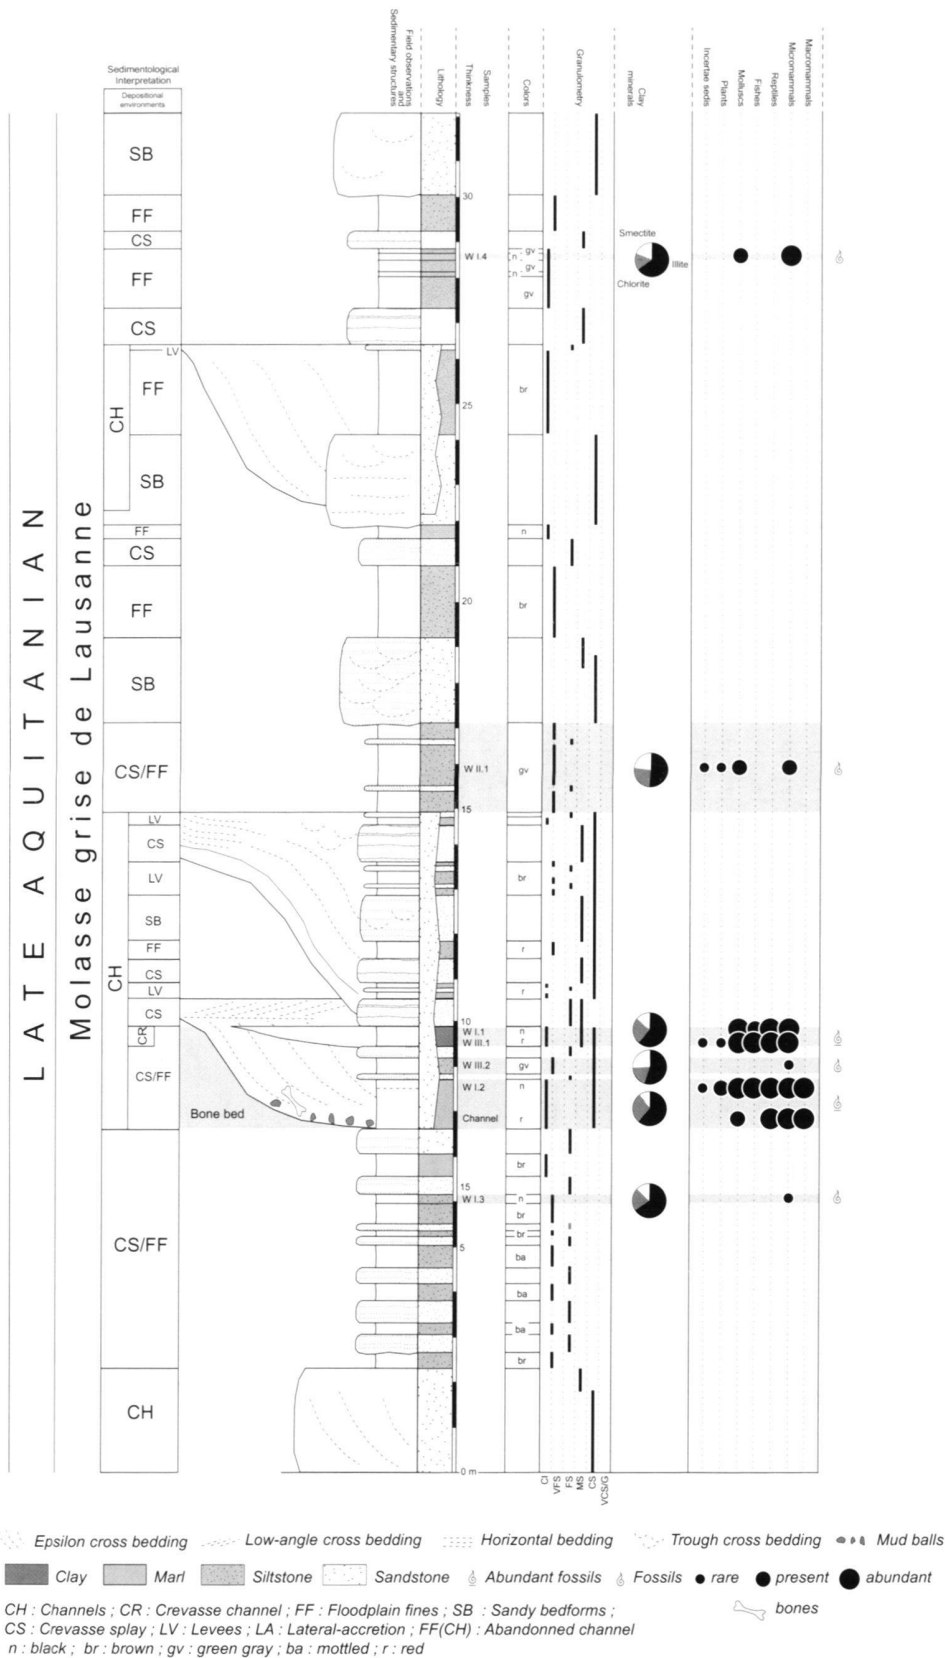 Sedimentological
Interpretation
Depositional
environments
Field observations
and
Sedimentary structures
Lithology
Thinkness
Samples
Colors
Granulometry
Clay
minerals
Incertae sedis
Plants
Molluscs
Fishes
Reptiles
Micromammals
Macromammals
LATE AQUITANIAN
Molasse grise de Lausanne
SB
30
FF
CS
Smectite
gv
W I.4
n
Illite
gv
n
FF
Chlorite
gv
CS
LV
CH
FF
br
25
SB
FF
n
CS
FF
br
20
SB
CS/FF
W II.1
gv
15
LV
CS
LV
br
SB
FF
r
CH
CS
LV
r
CS
10
CR
W I.1
n
W III.1
r
W III.2
gv
CS/FF
W I.2
n
Bone bed
Channel
r
br
15
W I.3
n
br
CS/FF
br
5
ba
ba
ba
br
CH
0 m
Cl
VFS
FS
MS
CS
VCS/G
Epsilon cross bedding
Low-angle cross bedding
Horizontal bedding
Trough cross bedding
Mud balls
Clay
Marl
Siltstone
Sandstone
Abundant fossils
Fossils
rare
present
abundant
CH : Channels ; CR : Crevasse channel ; FF : Floodplain fines ; SB : Sandy bedforms ;
bones
CS : Crevasse splay ; LV : Levees ; LA : Lateral-accretion ; FF(CH) : Abandonned channel
n : black ; br : brown ; gv : green gray ; ba : mottled ; r : red